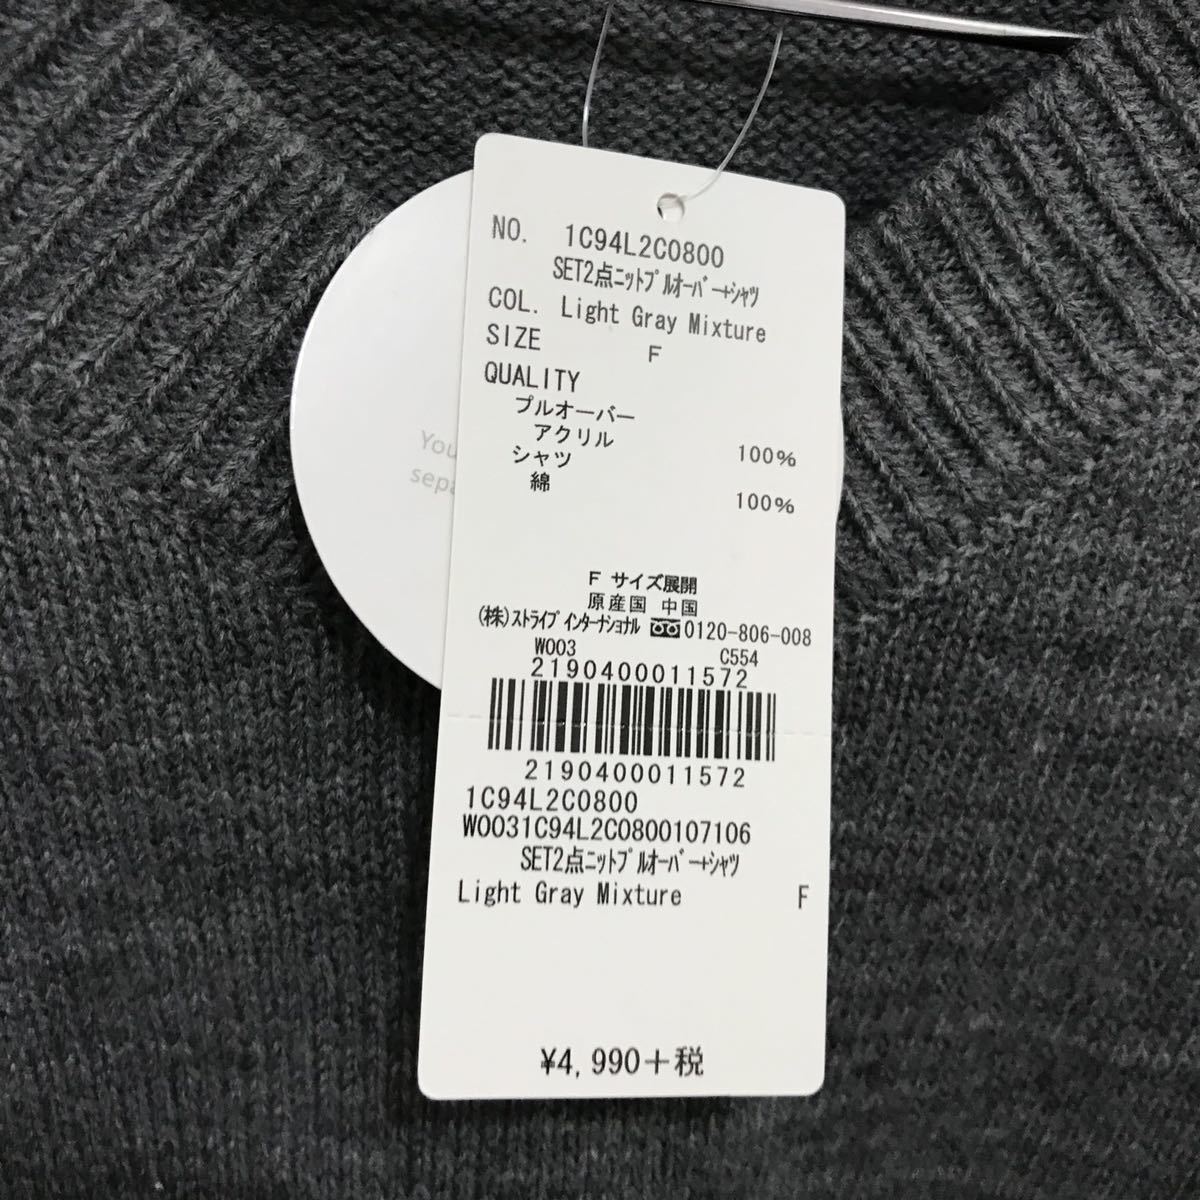 NO. 1C94L2C0800
SET2点ニットプルオーバー+シャツ
COL. Light Gray Mixture
SIZE F
QUALITY
プルオーバー
アクリル 100%
シャツ
綿 100%
F サイズ展開
原産国 中国
(株)ストライプインターナショナル 0120-806-008
W003 C554
2190400011572
2190400011572
1C94L2C0800
W0031C94L2C0800107106
SET2点ニットプルオーバー+シャツ
Light Gray Mixture F
¥4,990+税
You
sepa